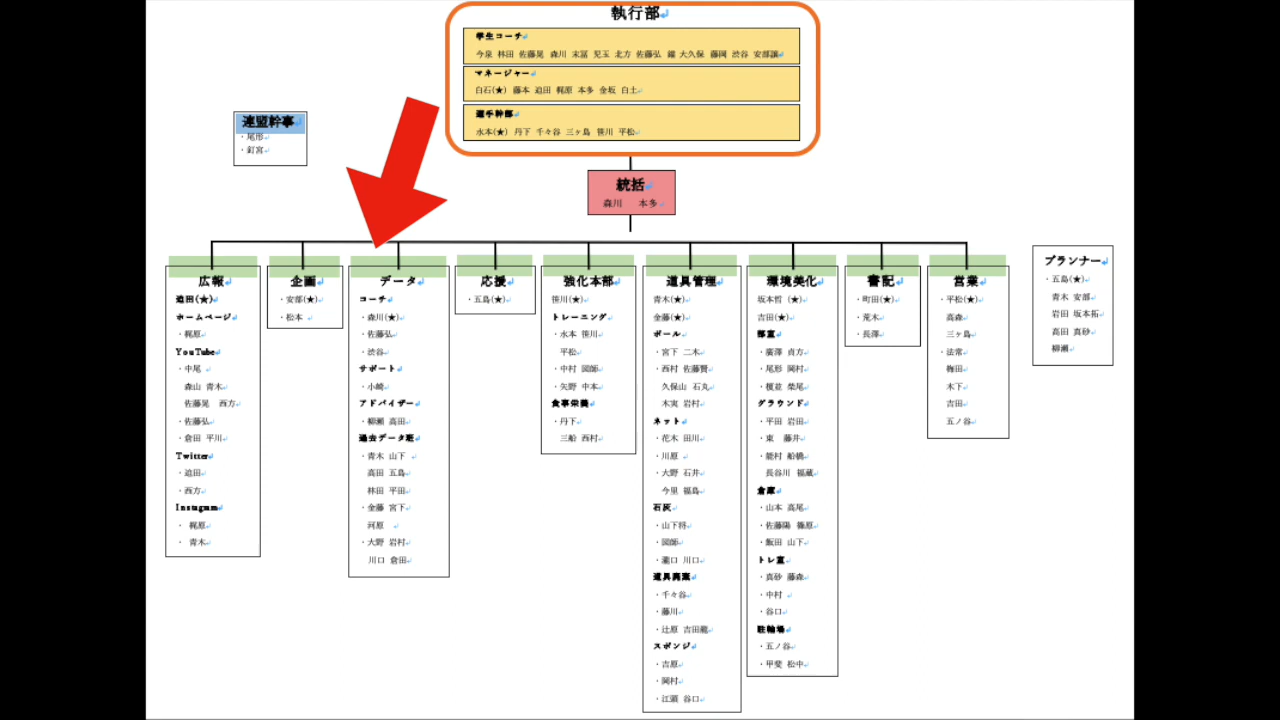 執行部
学生コーチ
今泉 林田 佐藤晃 森川 末冨 児玉 北方 佐藤弘 鐘 大久保 藤岡 渋谷 安部譲
マネージャー
白石(★) 藤本 迫田 梶原 本多 金坂 白土
選手幹部
水本(★) 丹下 千々谷 三ヶ島 笹川 平松
連盟幹事
・尾形
・釘宮
統括
森川 本多
広報
迫田(★)
ホームページ
・梶原
YouTube
・中尾
森山 青木
佐藤晃 西方
・佐藤弘
・倉田 平川
Twitter
・迫田
・西方
Instagram
・ 梶原
・ 青木
企画
・安部(★)
・松本
データ
コーチ
・森川(★)
・佐藤弘
・渋谷
サポート
・小崎
アドバイザー
・柳瀬 高田
過去データ班
・青木 山下
高田 五島
林田 平田
・金藤 宮下
河原
・大野 岩村
川口 倉田
応援
・五島(★)
強化本部
笹川(★)
トレーニング
・水本 笹川
平松
・中村 図師
・矢野 中本
食事栄養
・丹下
三船 西村
道具管理
青木(★)
金藤(★)
ボール
・宮下 二木
・西村 佐藤賢
久保山 石丸
木実 岩村
ネット
・花木 田川
・川原
・大野 石井
今里 福島
石灰
・山下将
・図師
・瀧口 川口
道具廃棄
・千々谷
・藤川
・辻原 吉田龍
スポンジ
・吉原
・岡村
・江頭 谷口
環境美化
坂本哲 (★)
吉田(★)
部室
・廣澤 貞方
・尾形 岡村
・榎並 柴尾
グラウンド
・平田 岩田
・東 藤井
・能村 船橋
長谷川 福蔵
倉庫
・山本 高尾
・佐藤陽 篠原
・飯田 山下
トレ室
・真砂 藤森
・中村
・谷口
駐輪場
・五ノ谷
・甲斐 松中
書記
・町田(★)
・荒木
・長澤
営業
・平松(★)
高森
三ヶ島
・法常
梅田
木下
吉田
五ノ谷
プランナー
・五島(★)
青木 安部
岩田 坂本拓
高田 真砂
柳瀬